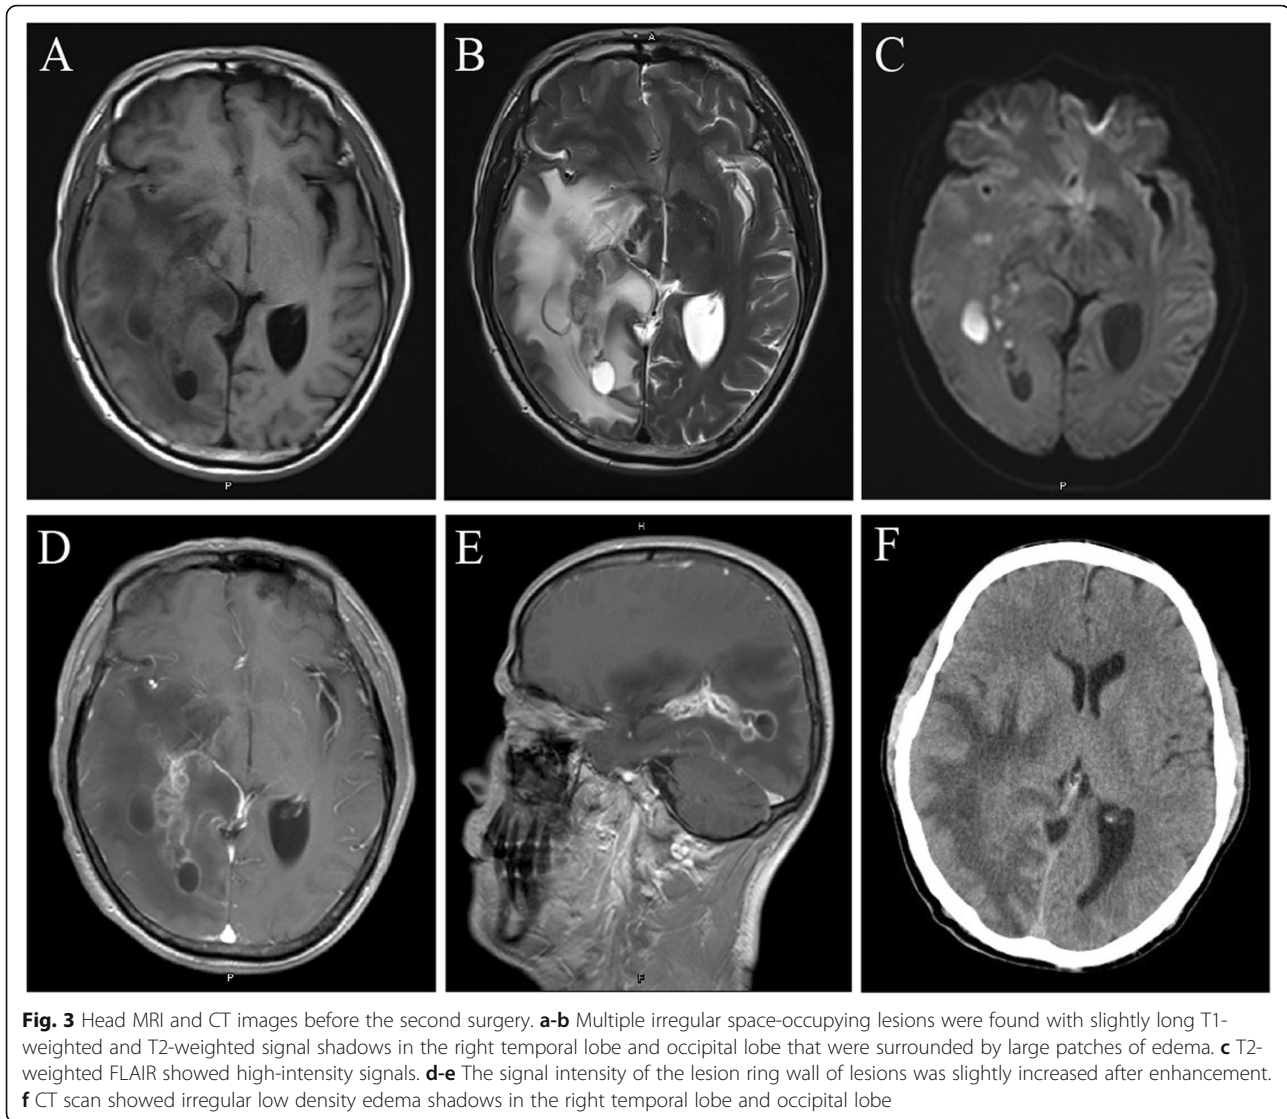 A
B
A
C
P
P
D
E
H
F
P
F
Fig. 3 Head MRI and CT images before the second surgery. a-b Multiple irregular space-occupying lesions were found with slightly long T1-
weighted and T2-weighted signal shadows in the right temporal lobe and occipital lobe that were surrounded by large patches of edema. c T2-
weighted FLAIR showed high-intensity signals. d-e The signal intensity of the lesion ring wall of lesions was slightly increased after enhancement.
f CT scan showed irregular low density edema shadows in the right temporal lobe and occipital lobe